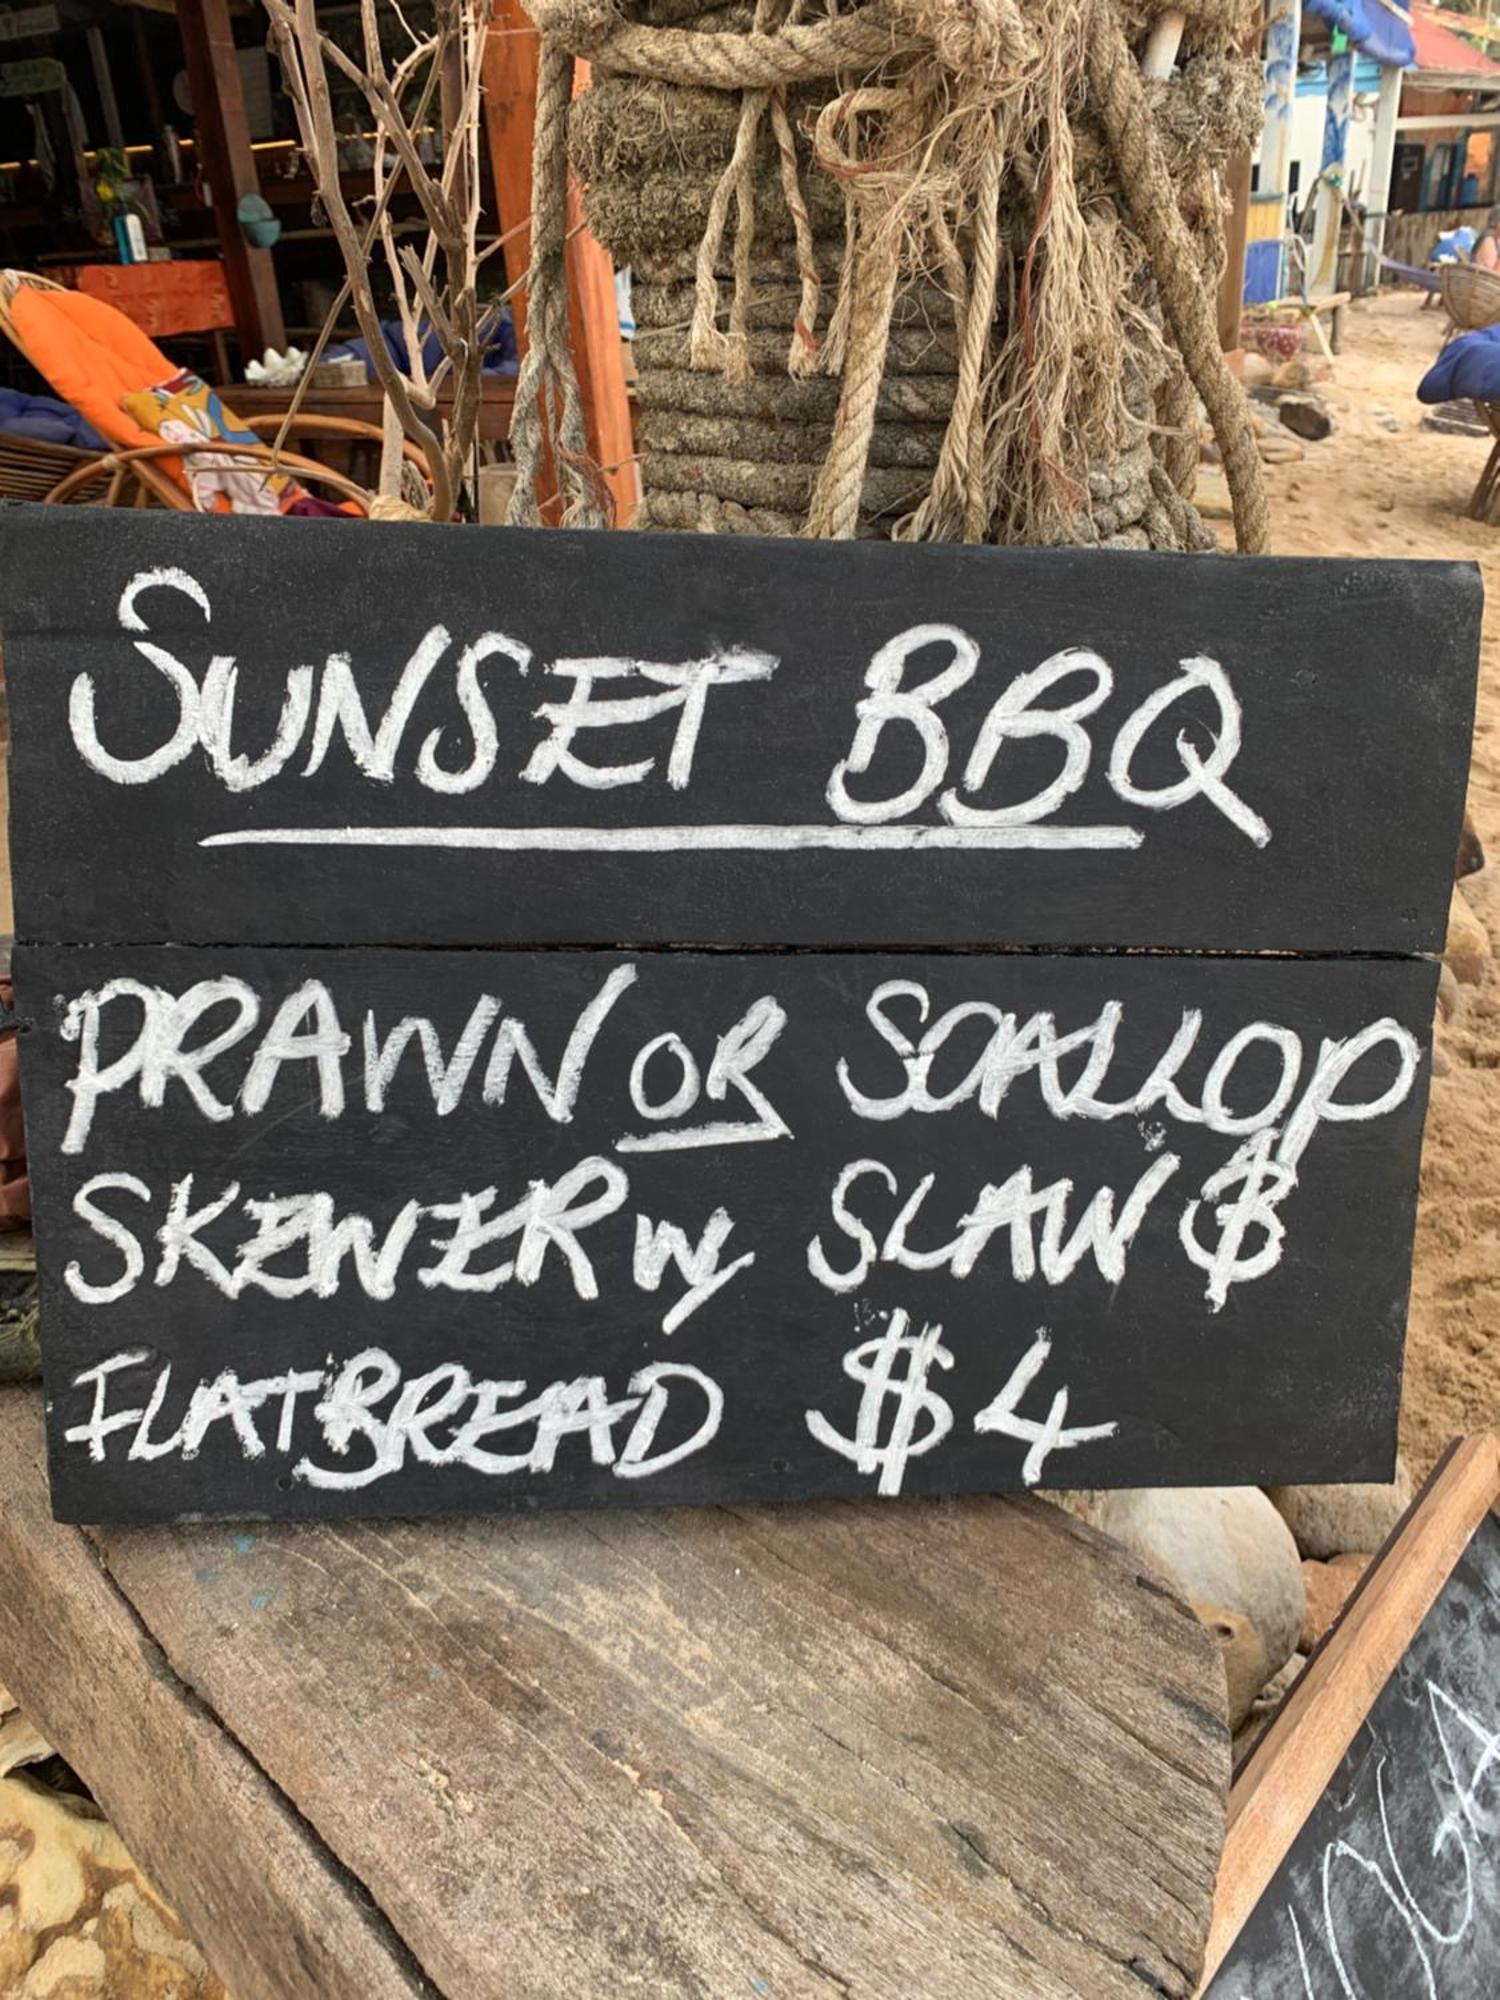 SUNSET BBQ
PRAWN OR SCALLOP
SKEWER W/ SLAW &
FLATBREAD $4